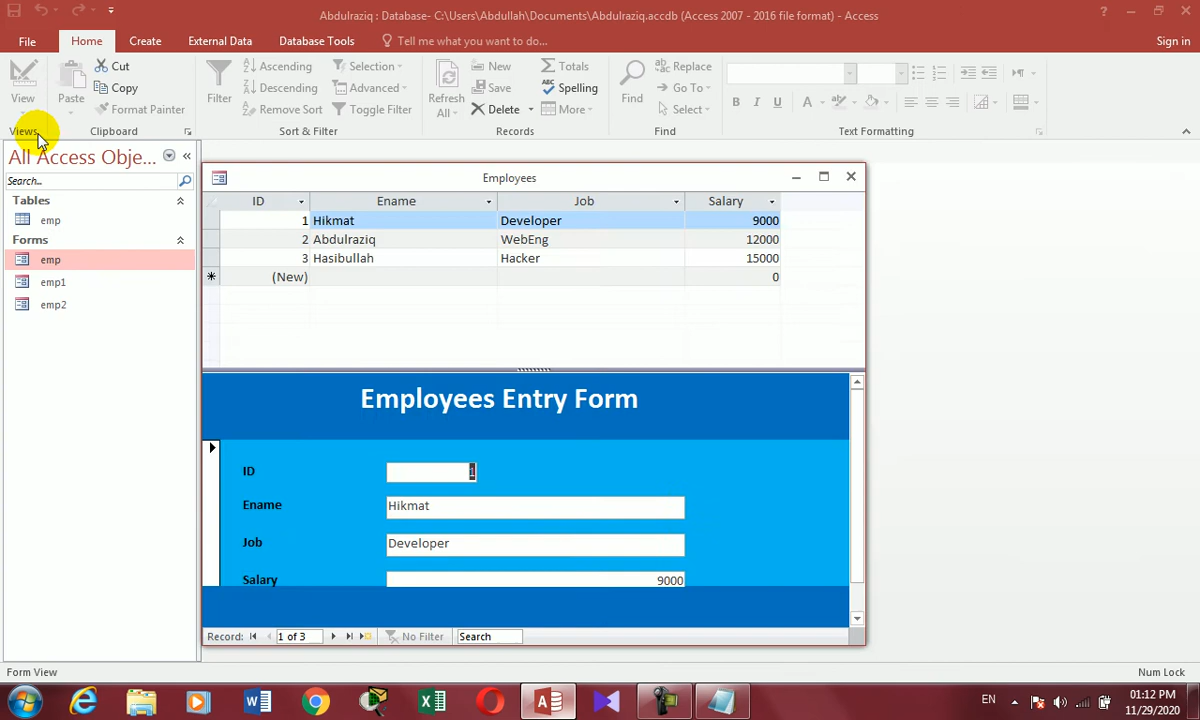 Abdulraziq : Database- C:\Users\Abdullah\Documents\Abdulraziq.accdb (Access 2007 - 2016 file format) - Access
File Home Create External Data Database Tools Tell me what you want to do... Sign in
View Paste Cut Copy Format Painter
Filter Ascending Descending Remove Sort Selection Advanced Toggle Filter
Refresh All New Save Delete Totals Spelling More
Find Replace Go To Select
B I U A
Views Clipboard Sort & Filter Records Find Text Formatting
All Access Obje...
Search...
Tables
emp
Forms
emp
emp1
emp2
Employees
ID Ename Job Salary
1 Hikmat Developer 9000
2 Abdulraziq WebEng 12000
3 Hasibullah Hacker 15000
* (New) 0
Employees Entry Form
ID 1
Ename Hikmat
Job Developer
Salary 9000
Record: 1 of 3 No Filter Search
Form View Num Lock
EN 01:12 PM
11/29/2020